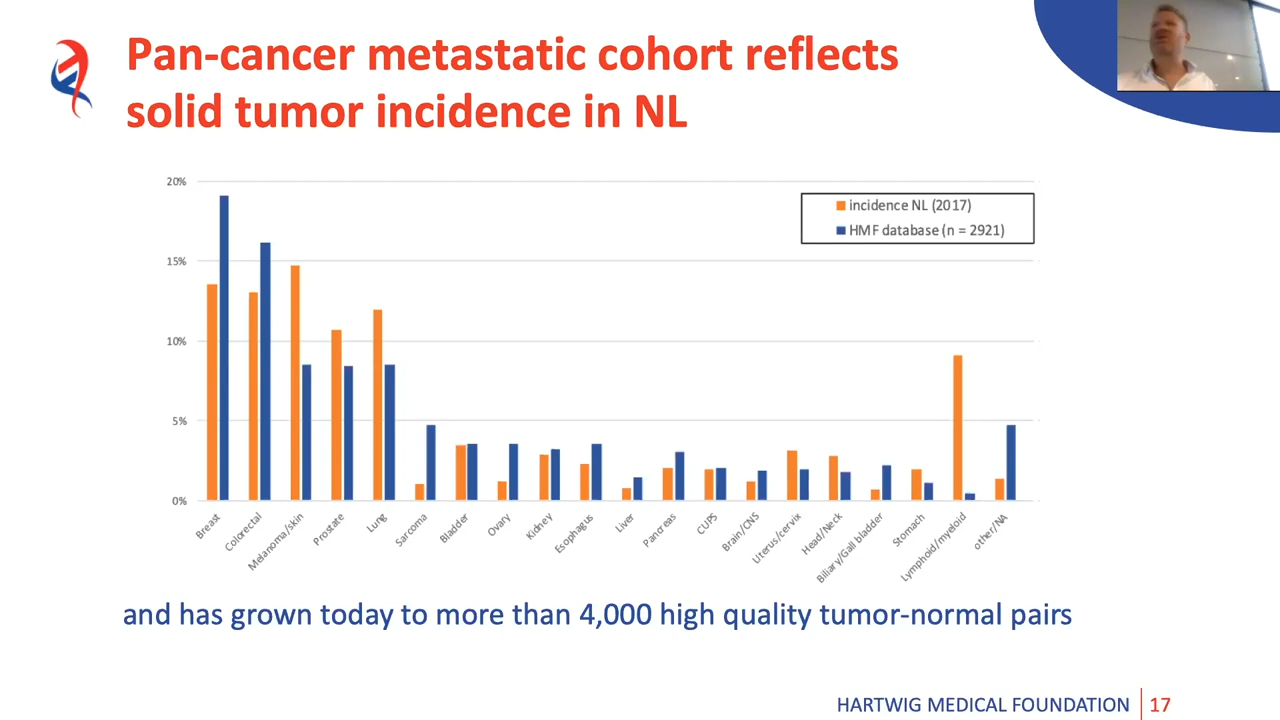 Pan-cancer metastatic cohort reflects
solid tumor incidence in NL
20%
15%
10%
5%
0%
incidence NL (2017)
HMF database (n = 2921)
Breast
Colorectal
Melanoma/skin
Prostate
Lung
Sarcoma
Bladder
Ovary
Kidney
Esophagus
Liver
Pancreas
CUPS
Brain/CNS
Uterus/cervix
Head/Neck
Biliary/Gall bladder
Stomach
Lymphoid/myeloid
other/NA
and has grown today to more than 4,000 high quality tumor-normal pairs
HARTWIG MEDICAL FOUNDATION 17